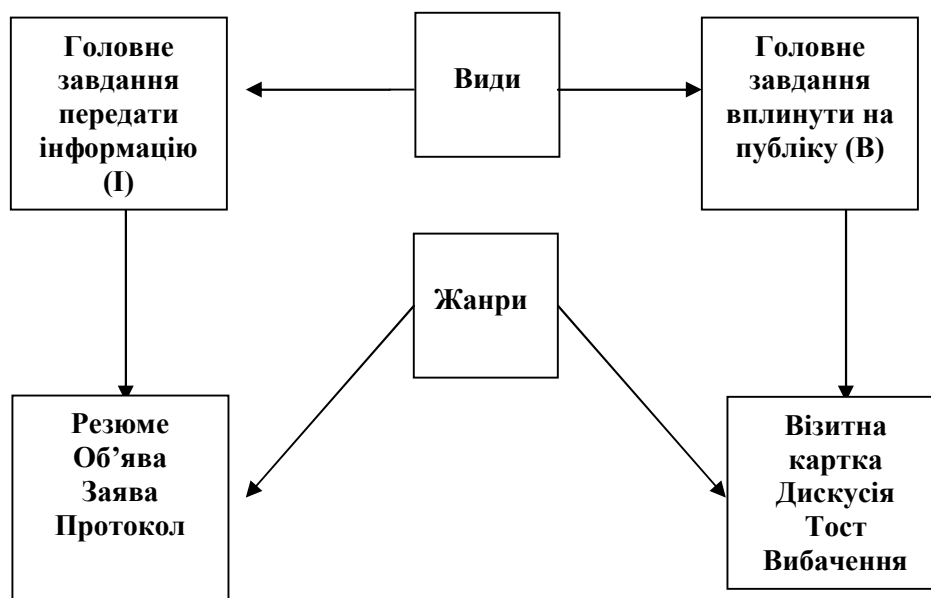 Головне
завдання
передати
інформацію
(І)
Види
Головне
завдання
вплинути на
публіку (В)
Жанри
Резюме
Об’ява
Заява
Протокол
Візитна
картка
Дискусія
Тост
Вибачення